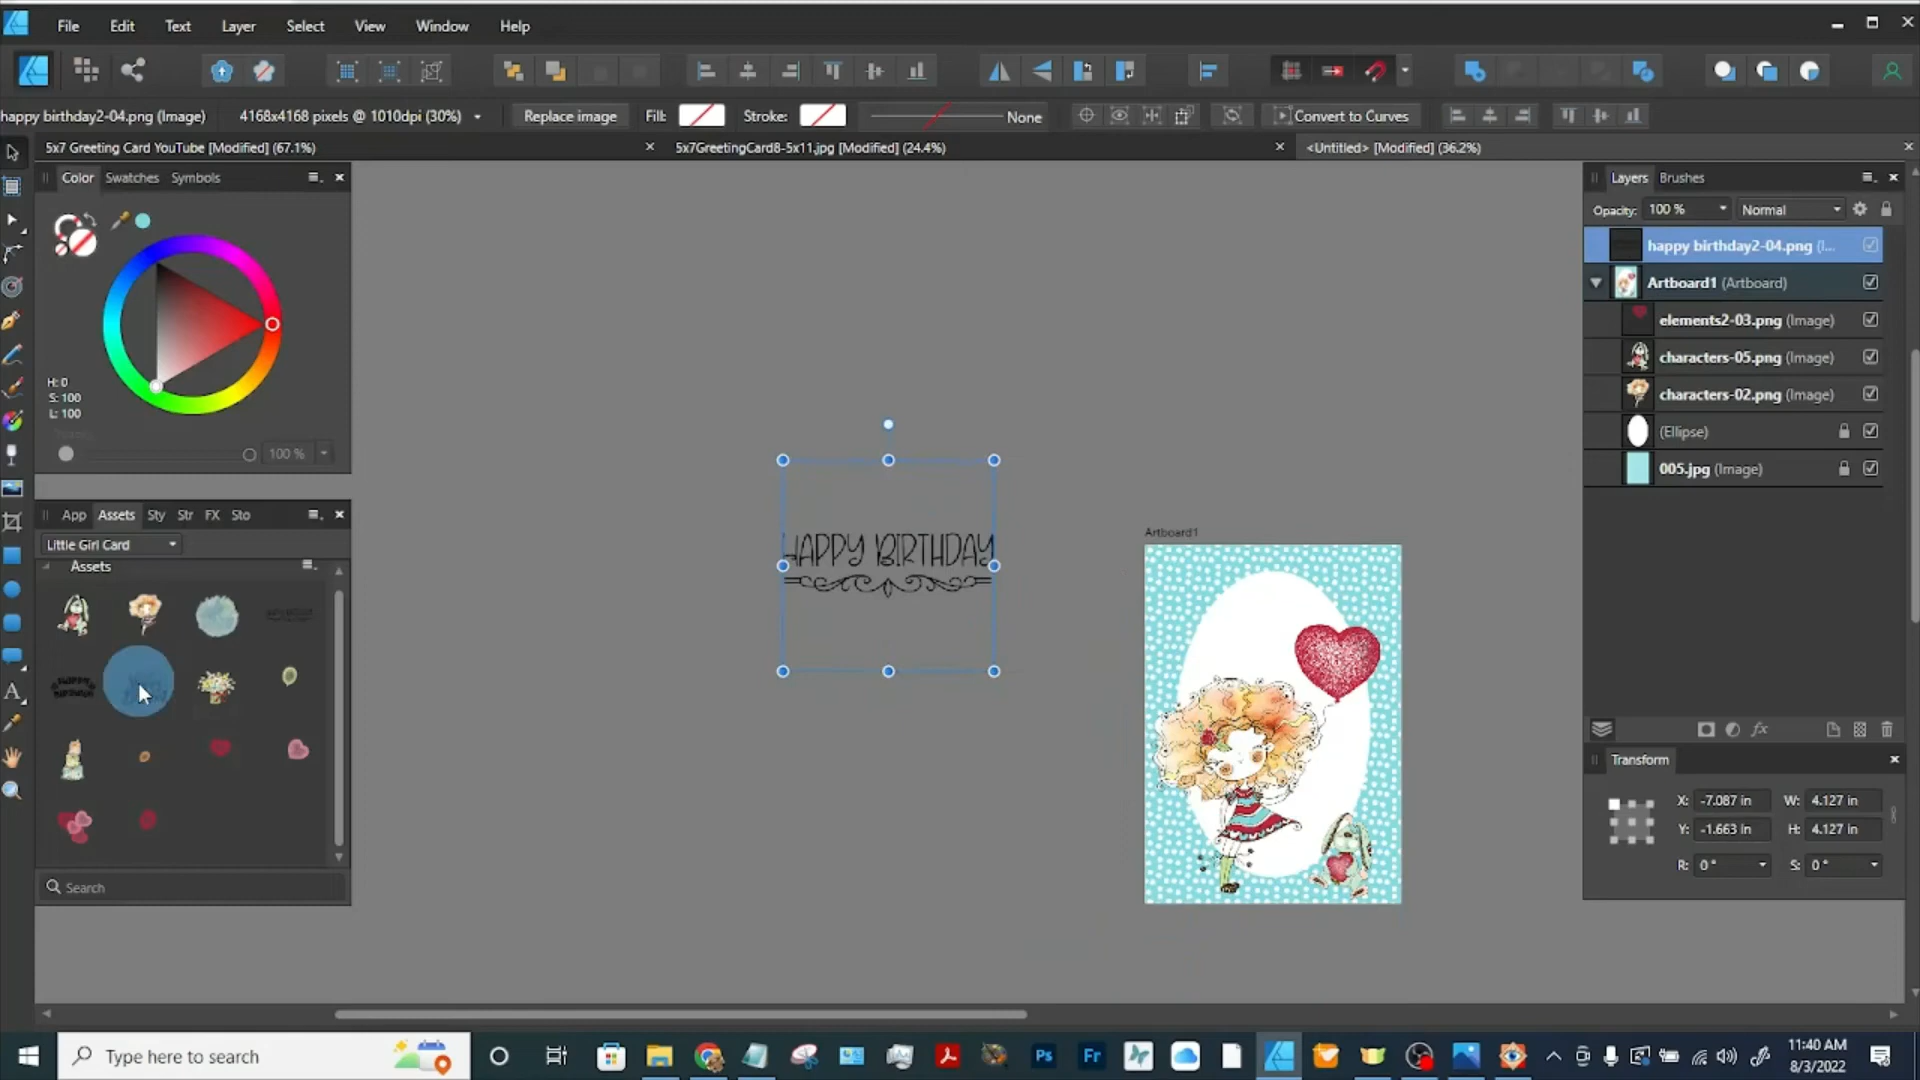 File Edit Text Layer Select View Window Help
happy birthday2-04.png (Image) 4168x4168 pixels @ 1010dpi (30%) Replace image Fill: Stroke: None Convert to Curves
5x7 Greeting Card YouTube [Modified] (67.1%) 5x7GreetingCard8-5x11.jpg [Modified] (24.4%) <Untitled> [Modified] (36.2%)
Color Swatches Symbols
H: 0
S: 100
L: 100
100 %
App Assets Sty Str FX Sto
Little Girl Card
Assets
Search
HAPPY BIRTHDAY
Artboard1
Layers Brushes
Opacity: 100 % Normal
happy birthday2-04.png (I...
Artboard1 (Artboard)
elements2-03.png (Image)
characters-05.png (Image)
characters-02.png (Image)
(Ellipse)
005.jpg (Image)
Transform
X: -7.087 in W: 4.127 in
Y: -1.663 in H: 4.127 in
R: 0 ° S: 0 °
Type here to search
Ps Fr
11:40 AM
8/3/2022